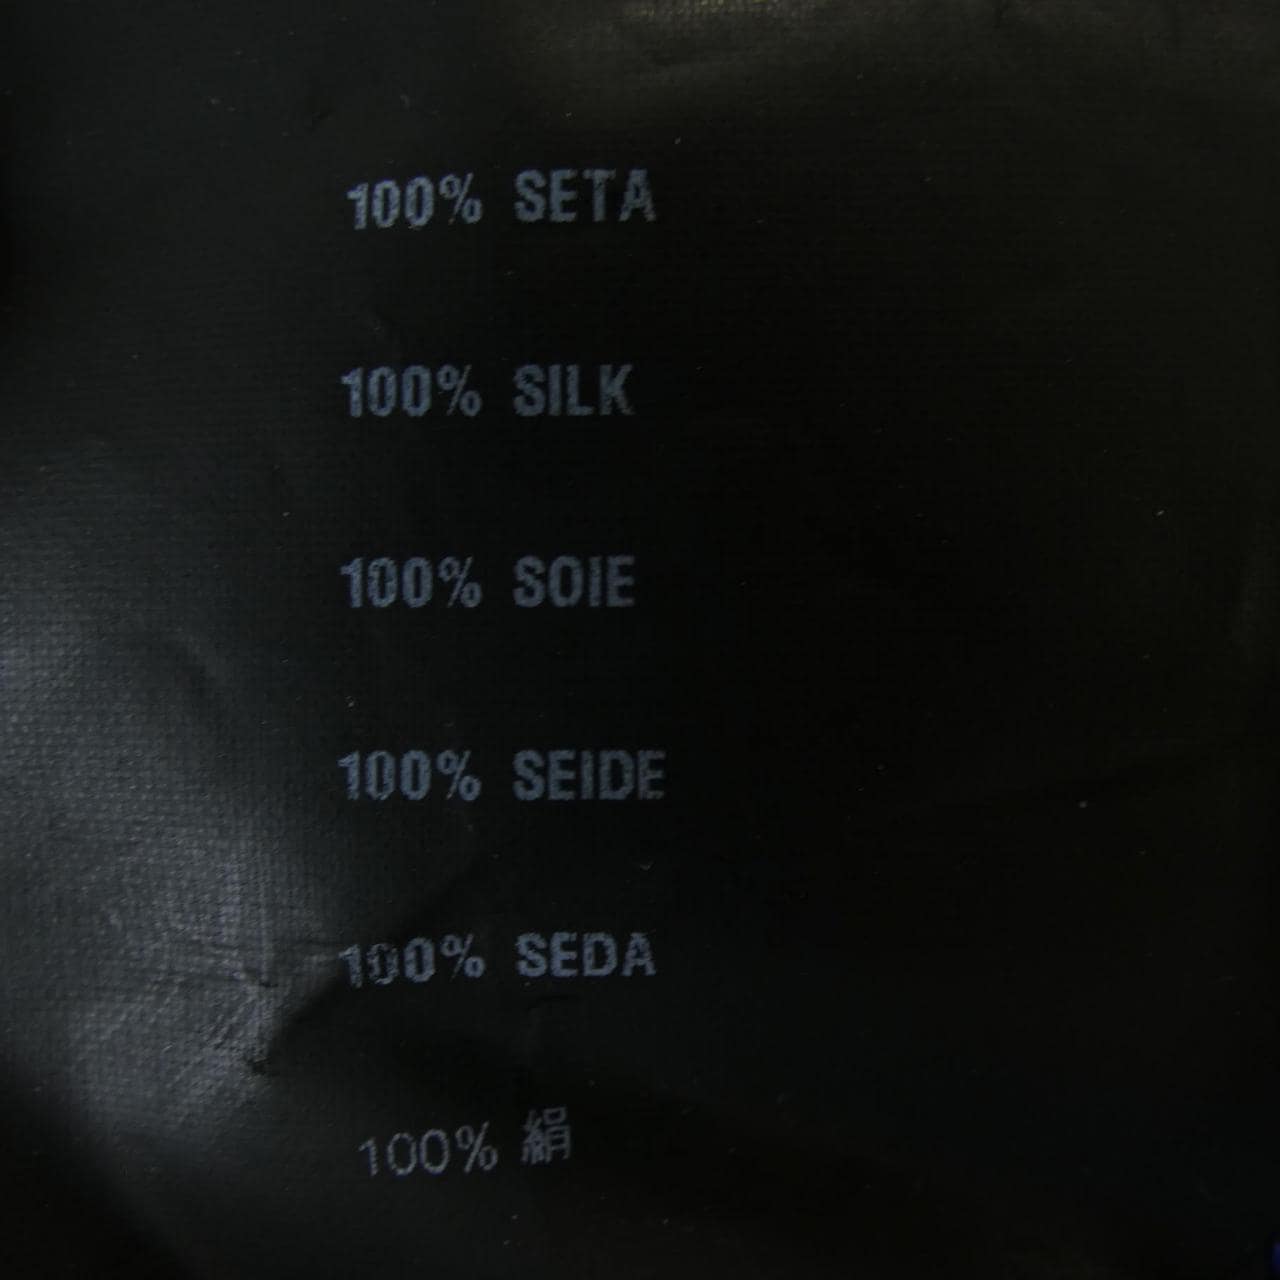 100% SETA
100% SILK
100% SOIE
100% SEIDE
100% SEDA
100% 絹